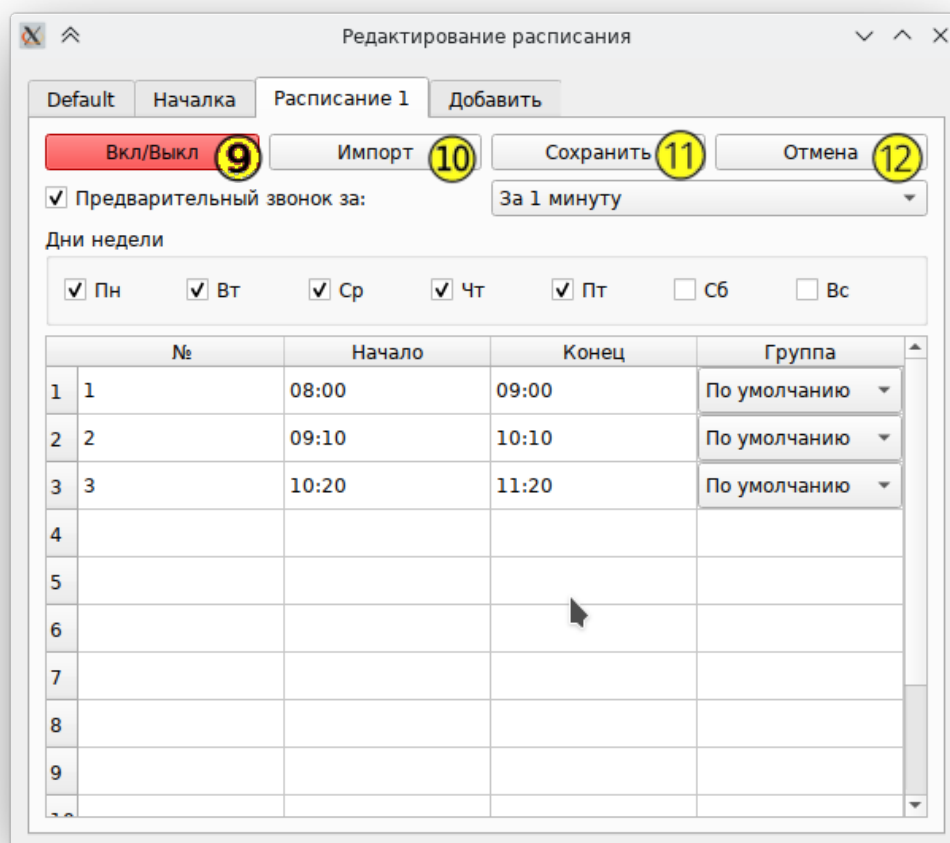 Редактирование расписания
Default Началка Расписание 1 Добавить
Вкл/Выкл 9 Импорт 10 Сохранить 11 Отмена 12
Предварительный звонок за: За 1 минуту
Дни недели
Пн Вт Ср Чт Пт Сб Вс
№ Начало Конец Группа
1 1 08:00 09:00 По умолчанию
2 2 09:10 10:10 По умолчанию
3 3 10:20 11:20 По умолчанию
4
5
6
7
8
9